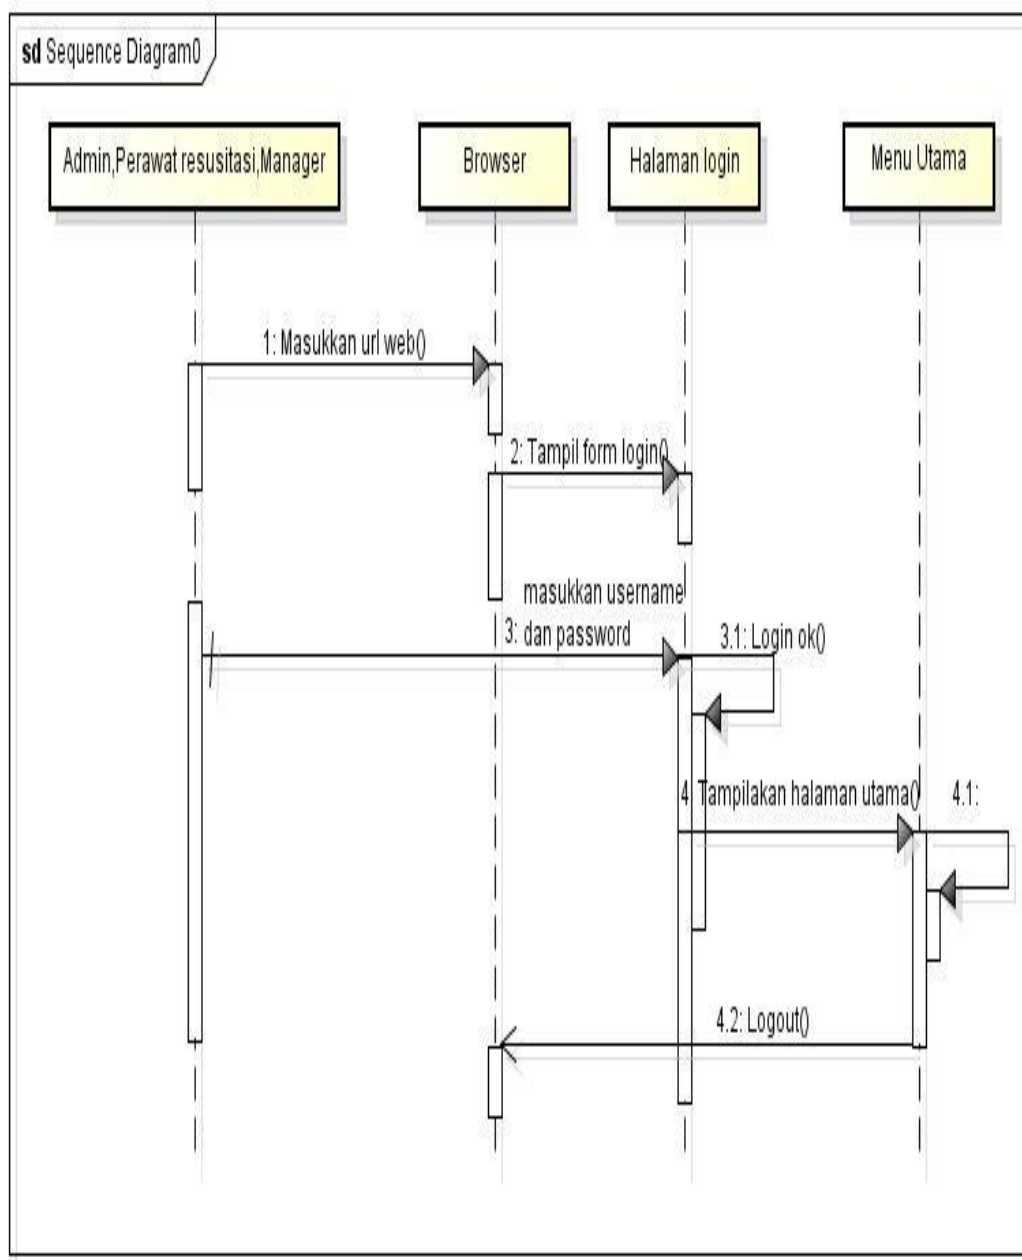 sd Sequence Diagram0
Admin,Perawat resusitasi,Manager
Browser
Halaman login
Menu Utama
1: Masukkan url web()
2: Tampil form login()
masukkan username
3: dan password
3.1: Login ok()
4 Tampilakan halaman utama()
4.1:
4.2: Logout()